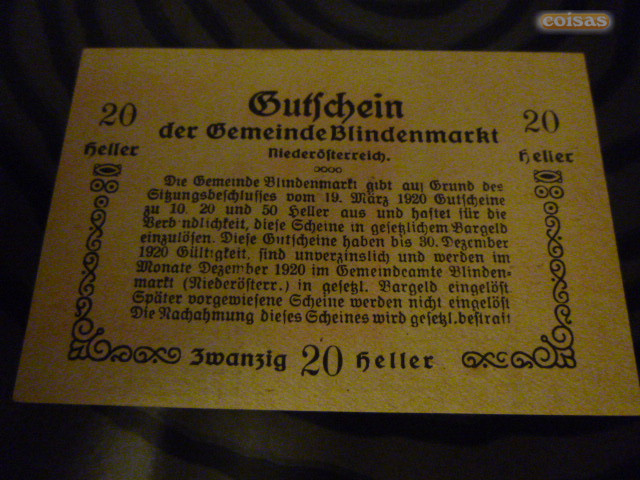 coisas
20 Gutschein 20
der Gemeinde Blindenmarkt
Heller Niederösterreich. Heller
Die Gemeinde Blindenmarkt gibt auf Grund des
Sitzungsbeschlusses vom 19. März 1920 Gutscheine
zu 10, 20 und 50 Heller aus und haftet für die
Verb ndlichkeit, diese Scheine in gesetzlichem Bargeld
einzulösen. Diese Gutscheine haben bis 30. Dezember
1920 Gültigkeit, sind unverzinslich und werden im
Monate Dezember 1920 im Gemeindeamte Blinden-
markt (Niederösterr.) in gesetzl. Bargeld eingelöst
Später vorgewiesene Scheine werden nicht eingelöst
Die Nachahmung dieses Scheines wird gesetzl. bestraft
Zwanzig 20 Heller